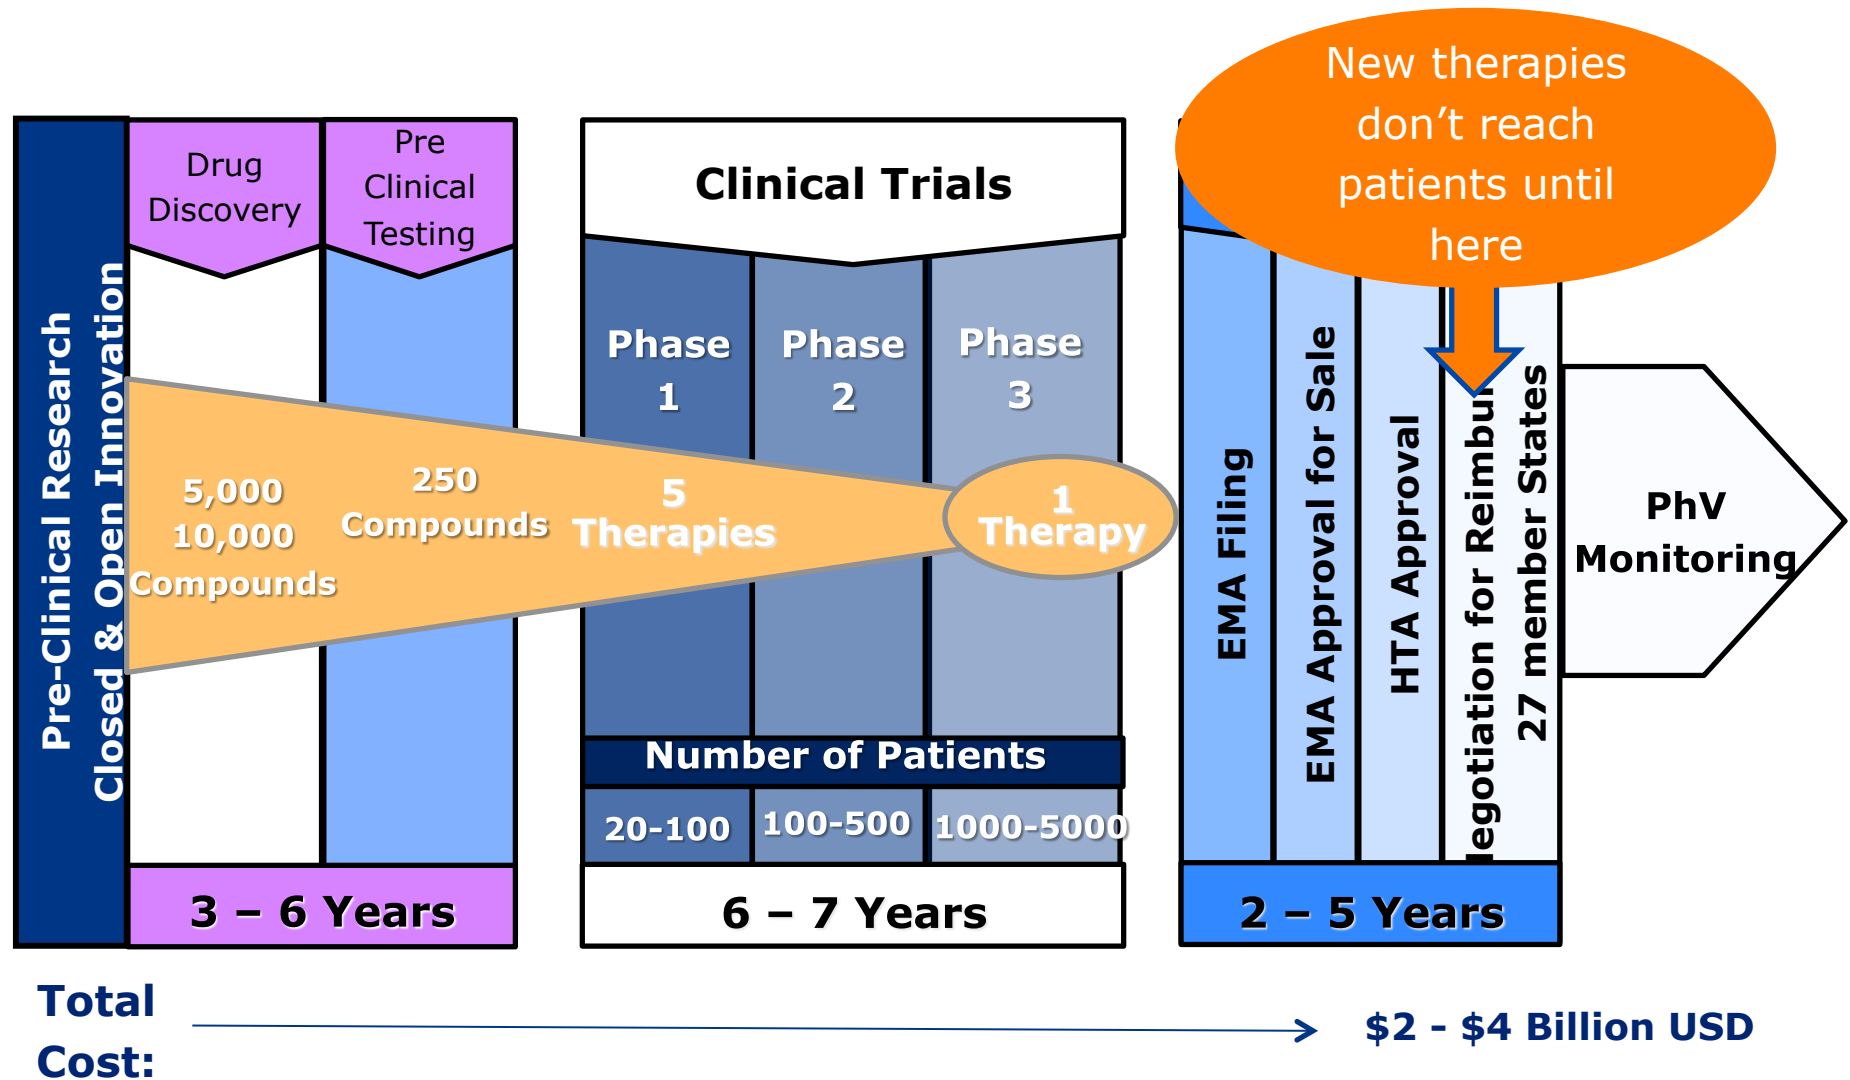 New therapies
don’t reach
patients until
here
Pre-Clinical Research
Closed & Open Innovation
Drug
Discovery
Pre
Clinical
Testing
5,000
10,000
Compounds
250
Compounds
3 – 6 Years
Clinical Trials
Phase
1
Phase
2
Phase
3
5
Therapies
1
Therapy
Number of Patients
20-100
100-500
1000-5000
6 – 7 Years
EMA Filing
EMA Approval for Sale
HTA Approval
egotiation for Reimbu
27 member States
2 – 5 Years
PhV
Monitoring
Total
Cost:
$2 - $4 Billion USD